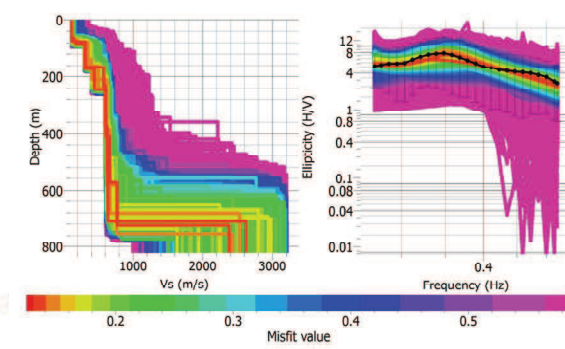 0
200
400
600
800
Depth (m)
1000 2000 3000
Vs (m/s)
12
8
4
1
0.8
0.4
0.1
0.08
0.04
0.01
Ellipticity (H/V)
0.4
Frequency (Hz)
0.2 0.3 0.4 0.5
Misfit value